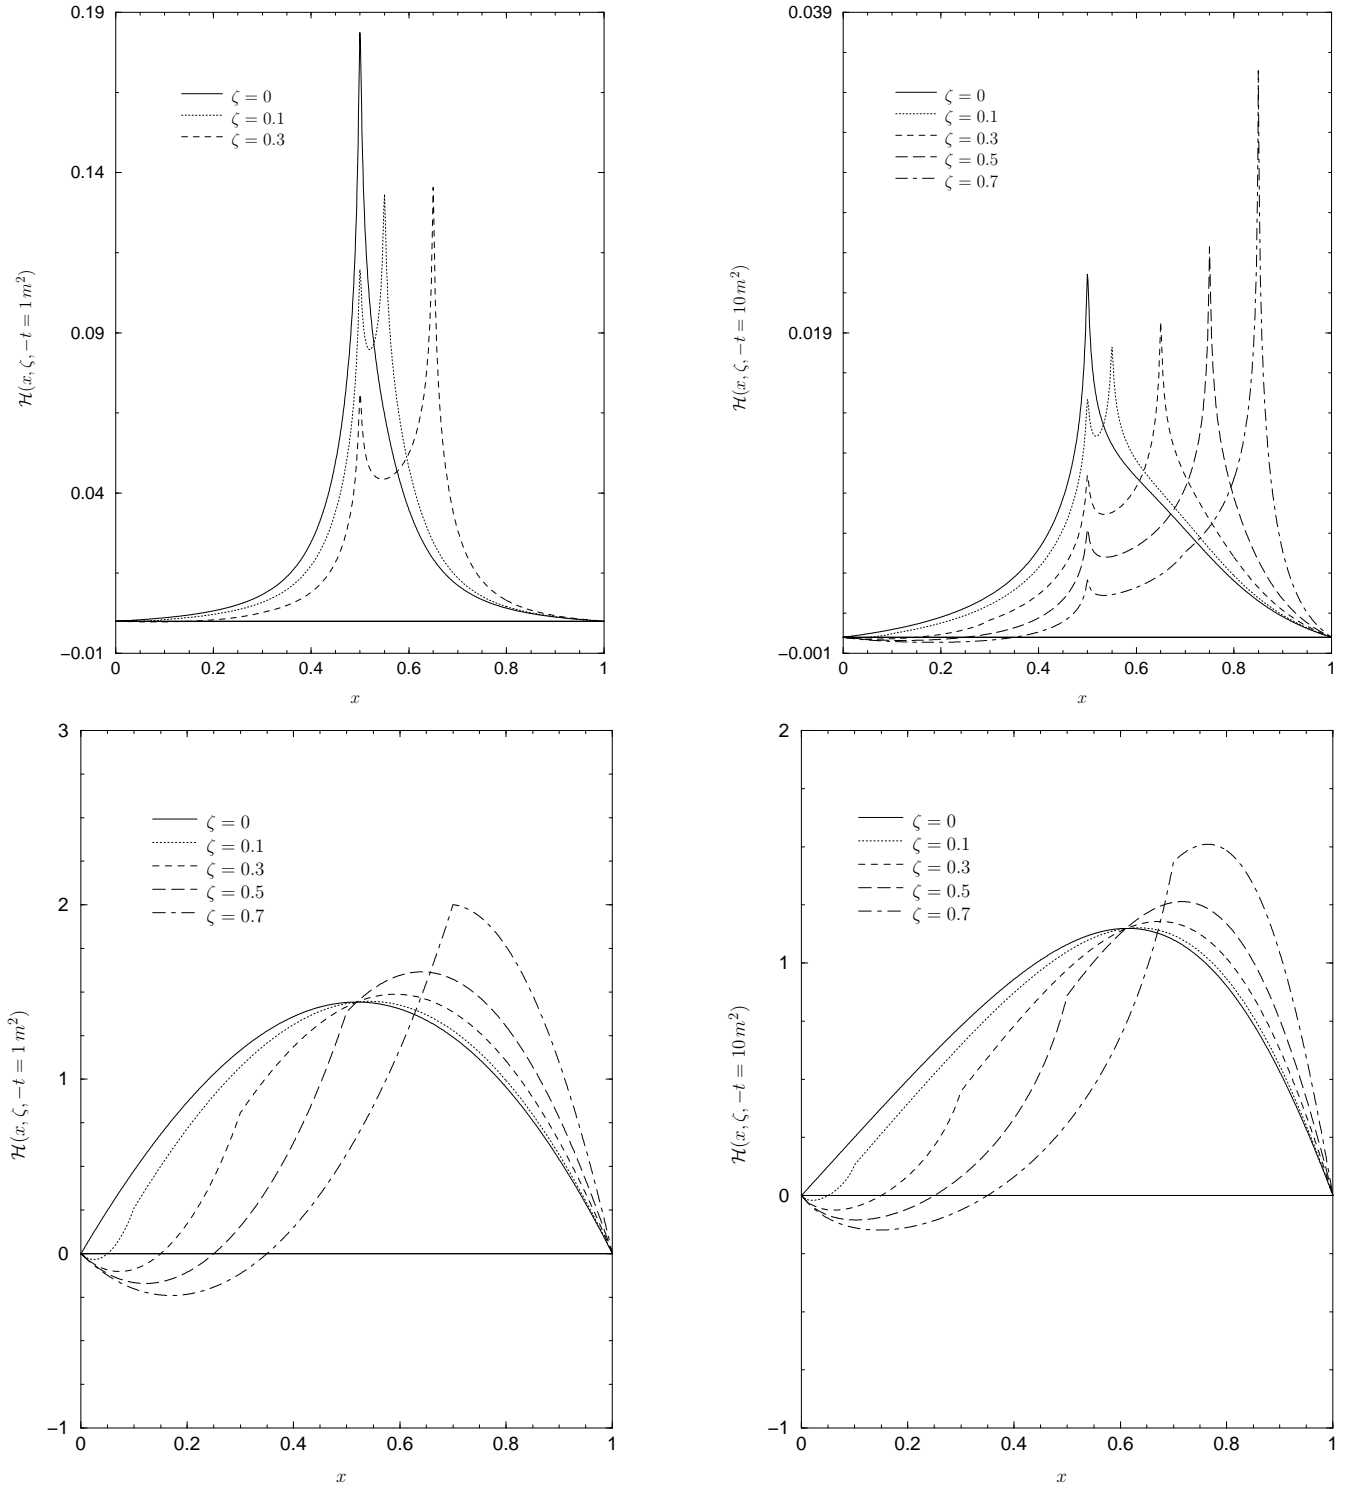 0.19
0.14
0.09
0.04
−0.01
0 0.2 0.4 0.6 0.8 1
x
H(x, ζ, −t = 1 m²)
ζ = 0
ζ = 0.1
ζ = 0.3
0.039
0.019
−0.001
0 0.2 0.4 0.6 0.8 1
x
H(x, ζ, −t = 10 m²)
ζ = 0
ζ = 0.1
ζ = 0.3
ζ = 0.5
ζ = 0.7
3
2
1
0
−1
0 0.2 0.4 0.6 0.8 1
x
H(x, ζ, −t = 1 m²)
ζ = 0
ζ = 0.1
ζ = 0.3
ζ = 0.5
ζ = 0.7
2
1
0
−1
0 0.2 0.4 0.6 0.8 1
x
H(x, ζ, −t = 10 m²)
ζ = 0
ζ = 0.1
ζ = 0.3
ζ = 0.5
ζ = 0.7